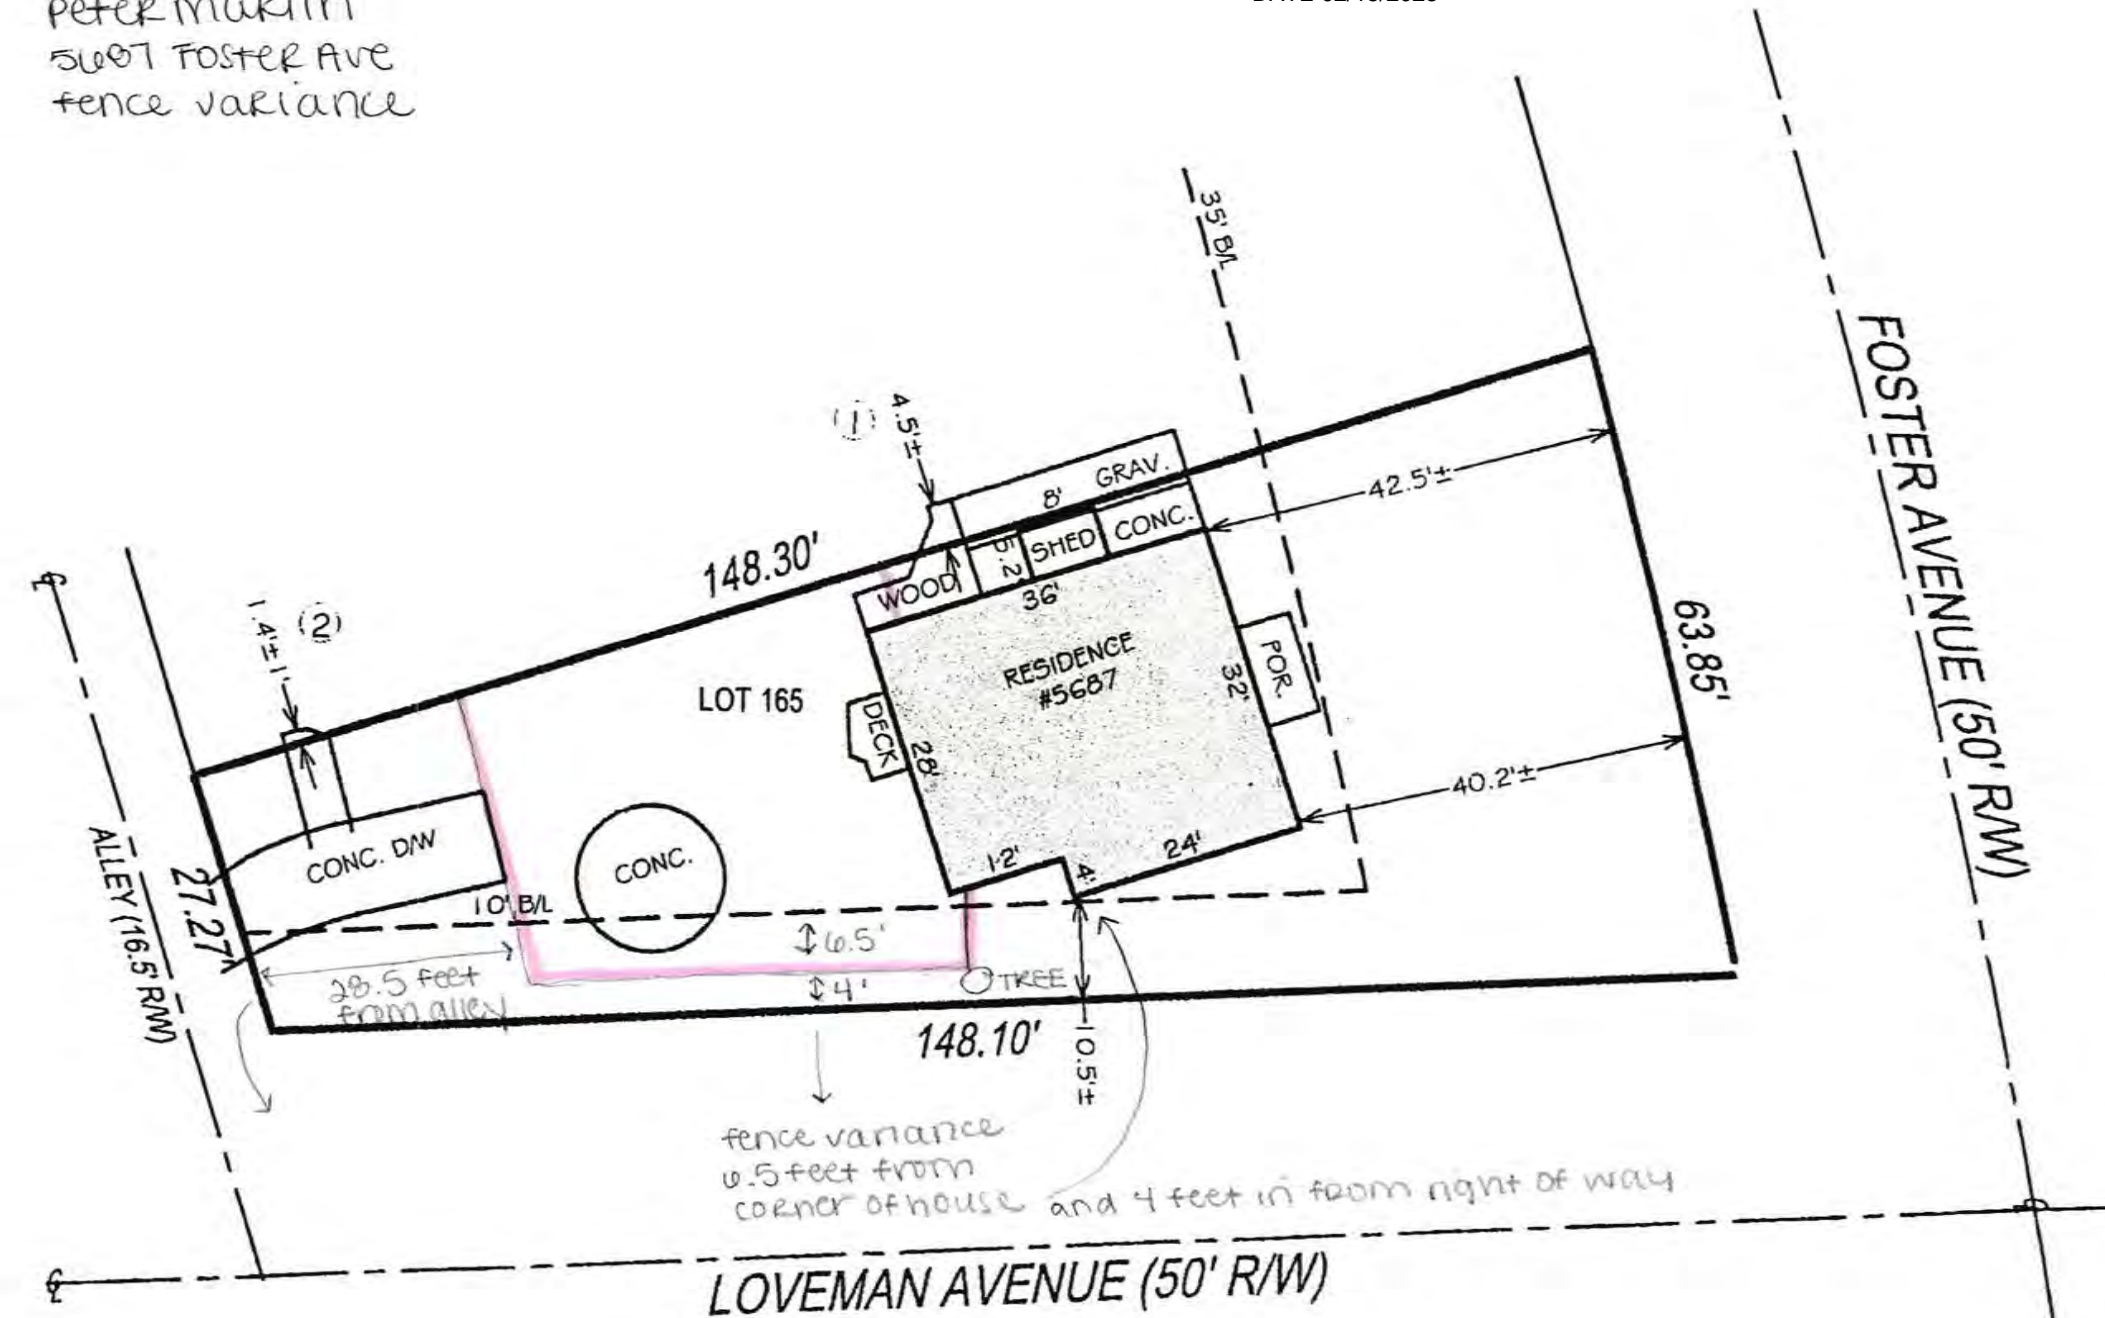 5687 FOSTER AVE
fence variance
35' B/L
FOSTER AVENUE (50' R/W)
(1)
4.5'±
GRAV.
8'
42.5'±
148.30'
5.2'
SHED
CONC.
WOOD
36'
63.85'
1.4'± 1'
(2)
RESIDENCE
#5687
POR.
32'
LOT 165
DECK
28'
40.2'±
ALLEY (16.5' R/W)
CONC. D/W
CONC.
12'
24'
4'
27.27'
10' B/L
6.5'
28.5 feet
from alley
4'
TREE
148.10'
10.5'±
fence variance
6.5 feet from
corner of house and 4 feet in from right of way
LOVEMAN AVENUE (50' R/W)